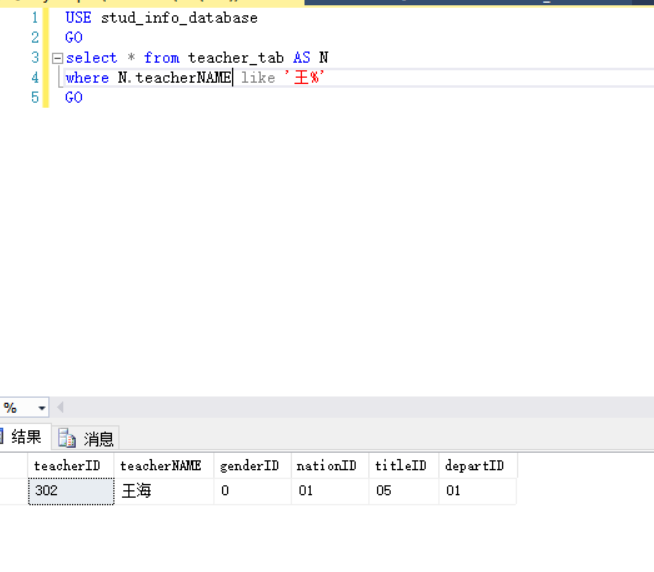 1 USE stud_info_database
2 GO
3 select * from teacher_tab AS N
4 where N.teacherNAME like '王%'
5 GO
%
结果 消息
teacherID teacherNAME genderID nationID titleID departID
302 王海 0 01 05 01